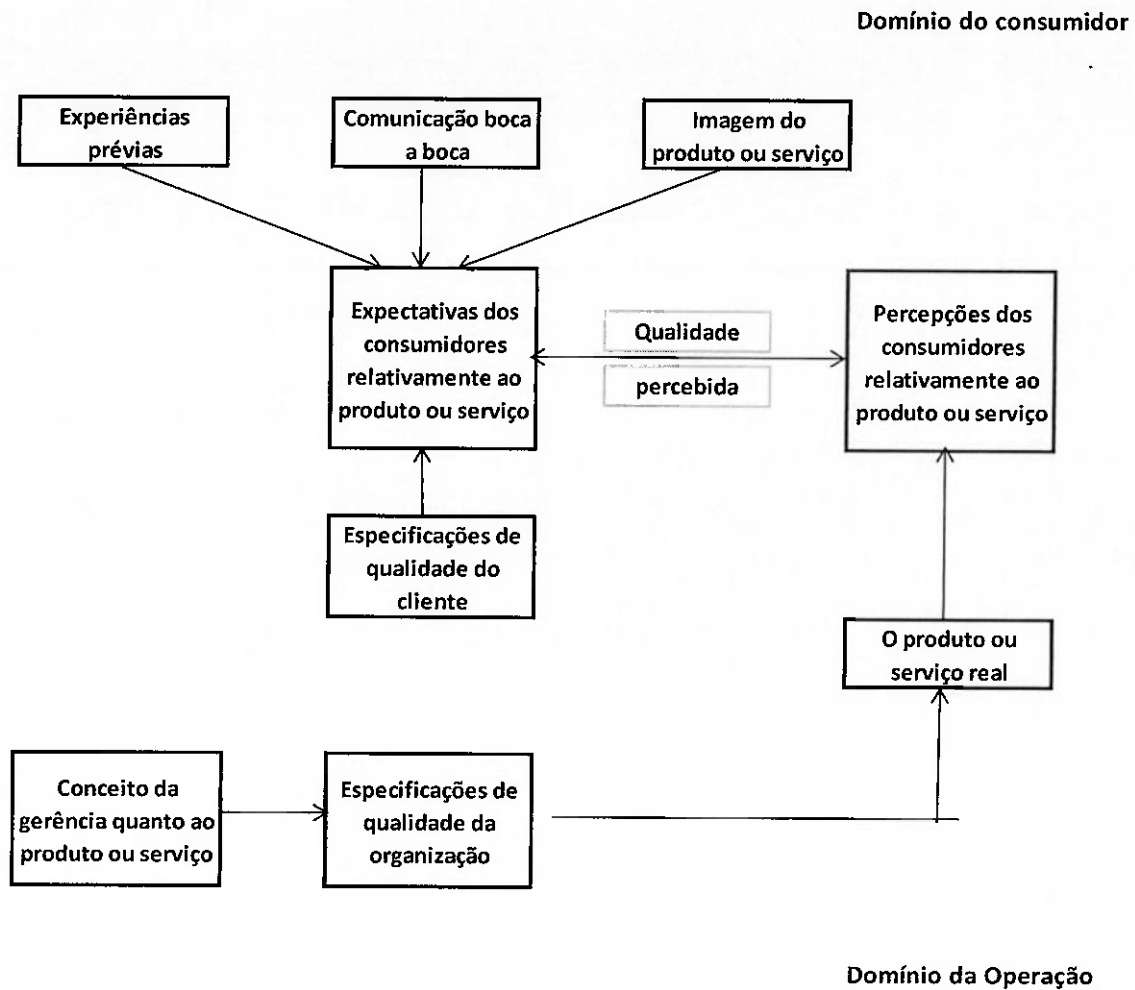 Domínio do consumidor
Experiências
prévias
Comunicação boca
a boca
Imagem do
produto ou serviço
Expectativas dos
consumidores
relativamente ao
produto ou serviço
Qualidade
percebida
Percepções dos
consumidores
relativamente ao
produto ou serviço
Especificações de
qualidade do
cliente
O produto ou
serviço real
Conceito da
gerência quanto ao
produto ou serviço
Especificações de
qualidade da
organização
Domínio da Operação